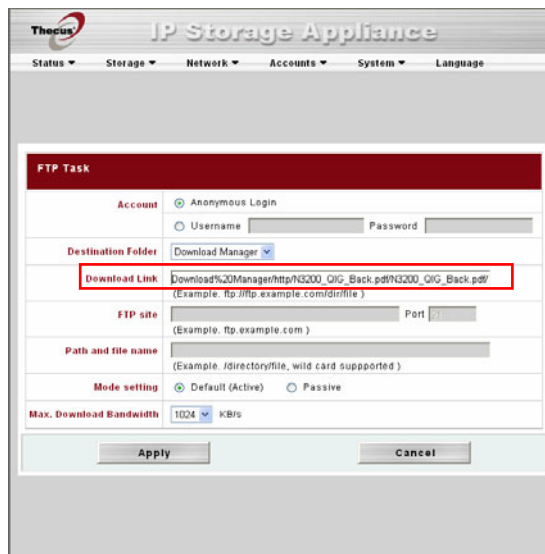 Thecus
IP Storage Appliance
Status Storage Network Accounts System Language
FTP Task
Account Anonymous Login
Username Password
Destination Folder Download Manager
Download Link Download%20Manager/http/N3200_QIG_Back.pdf/N3200_QIG_Back.pdf/
(Example. ftp://ftp.example.com/dir/file )
FTP site Port 21
(Example. ftp.example.com )
Path and file name
(Example. /directory/file, wild card suppported )
Mode setting Default (Active) Passive
Max. Download Bandwidth 1024 KB/s
Apply Cancel